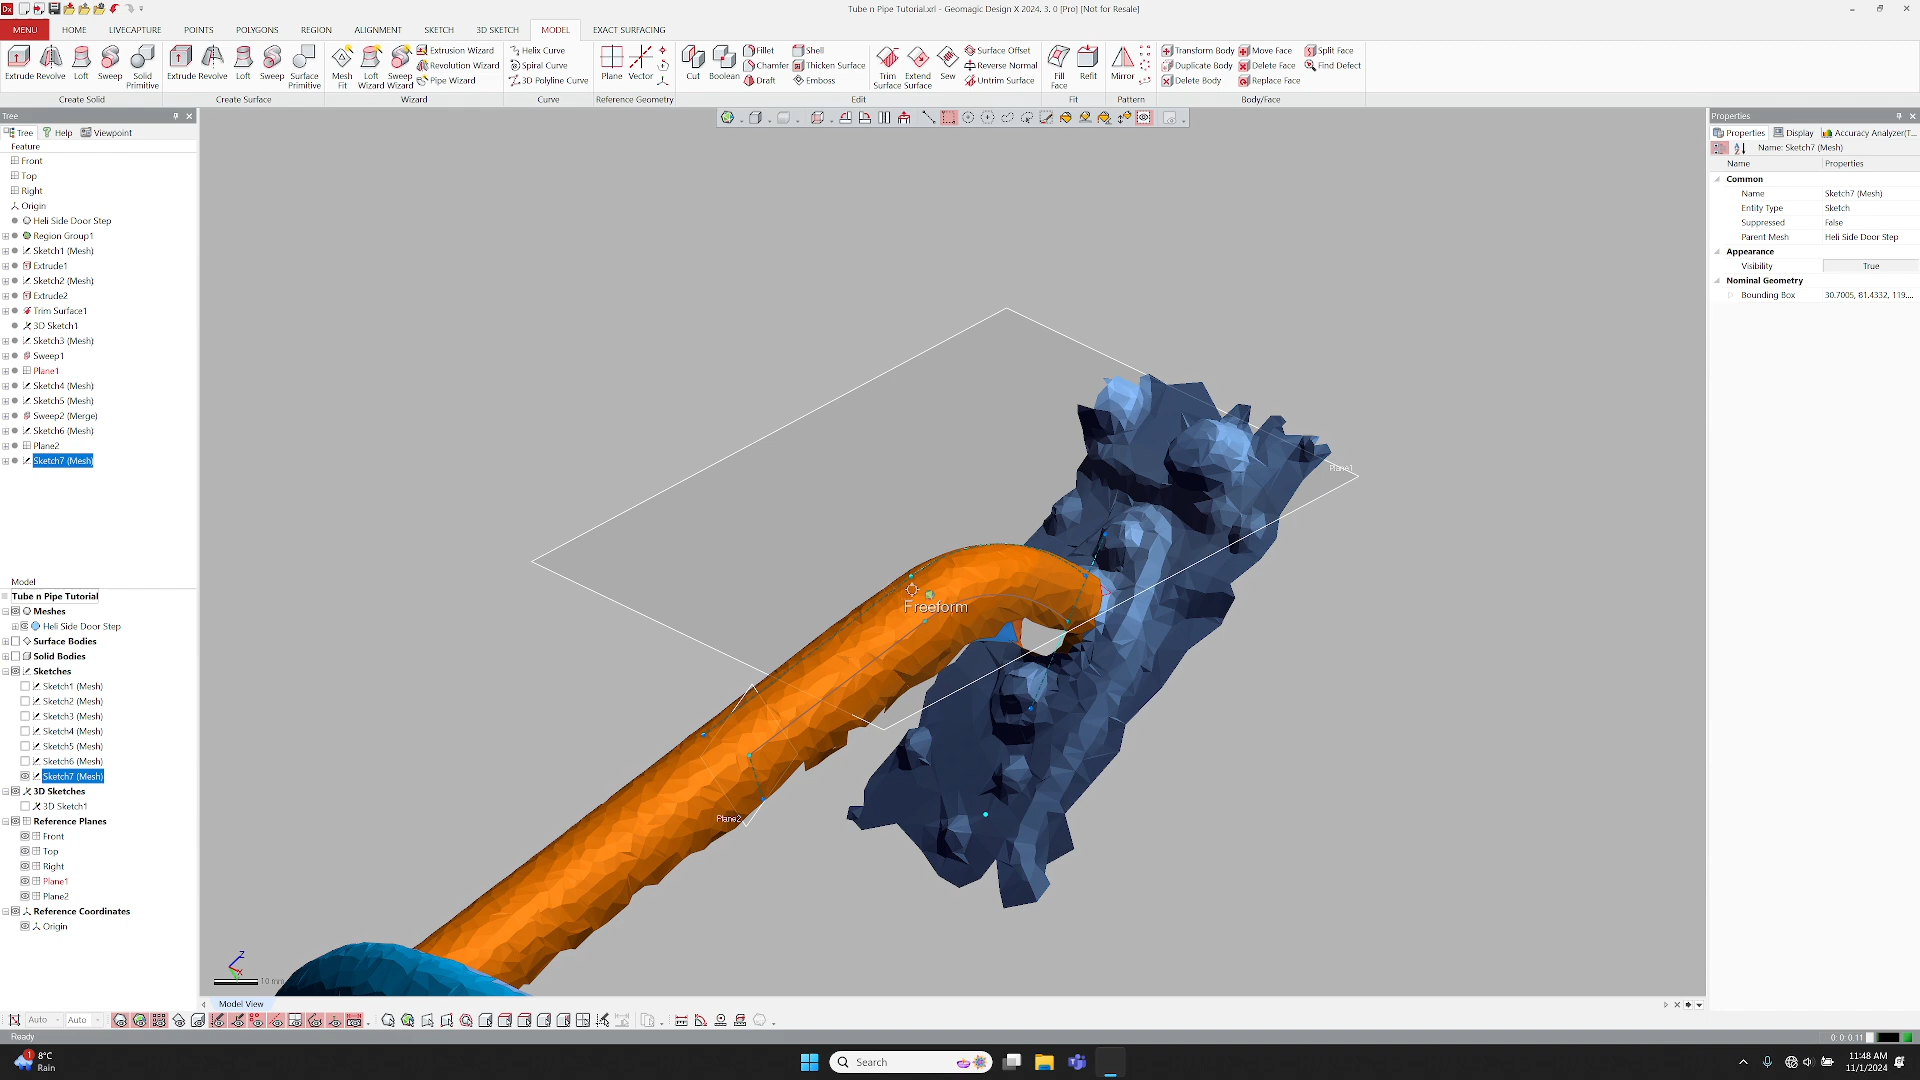 Tube n Pipe Tutorial.xrl - Geomagic Design X 2024. 3. 0 [Pro] [Not for Resale]
MENU HOME LIVECAPTURE POINTS POLYGONS REGION ALIGNMENT SKETCH 3D SKETCH MODEL EXACT SURFACING
Extrude Revolve Loft Sweep Solid Primitive
Create Solid
Extrude Revolve Loft Sweep Surface Primitive
Create Surface
Mesh Fit Loft Wizard Sweep Wizard
Extrusion Wizard
Revolution Wizard
Pipe Wizard
Wizard
Helix Curve
Spiral Curve
3D Polyline Curve
Curve
Plane Vector
Reference Geometry
Cut Boolean
Fillet
Chamfer
Draft
Shell
Thicken Surface
Emboss
Trim Surface Extend Surface Sew
Surface Offset
Reverse Normal
Untrim Surface
Edit
Fill Face Refit
Fit
Mirror
Pattern
Transform Body
Duplicate Body
Delete Body
Move Face
Delete Face
Replace Face
Split Face
Find Defect
Body/Face
Tree
Tree Help Viewpoint
Feature
Front
Top
Right
Origin
Heli Side Door Step
Region Group1
Sketch1 (Mesh)
Extrude1
Sketch2 (Mesh)
Extrude2
Trim Surface1
3D Sketch1
Sketch3 (Mesh)
Sweep1
Plane1
Sketch4 (Mesh)
Sketch5 (Mesh)
Sweep2 (Merge)
Sketch6 (Mesh)
Plane2
Sketch7 (Mesh)
Model
Tube n Pipe Tutorial
Meshes
Heli Side Door Step
Surface Bodies
Solid Bodies
Sketches
Sketch1 (Mesh)
Sketch2 (Mesh)
Sketch3 (Mesh)
Sketch4 (Mesh)
Sketch5 (Mesh)
Sketch6 (Mesh)
Sketch7 (Mesh)
3D Sketches
3D Sketch1
Reference Planes
Front
Top
Right
Plane1
Plane2
Reference Coordinates
Origin
Plane1
Freeform
Plane2
Z
X
10 mm
Model View
Properties
Properties Display Accuracy Analyzer(T...
Name: Sketch7 (Mesh)
Name Properties
Common
Name Sketch7 (Mesh)
Entity Type Sketch
Suppressed False
Parent Mesh Heli Side Door Step
Appearance
Visibility True
Nominal Geometry
Bounding Box 30.7005, 81.4332, 119....
Auto Auto
Ready
0: 0: 0.11
1
8°C
Rain
Search
11:48 AM
11/1/2024